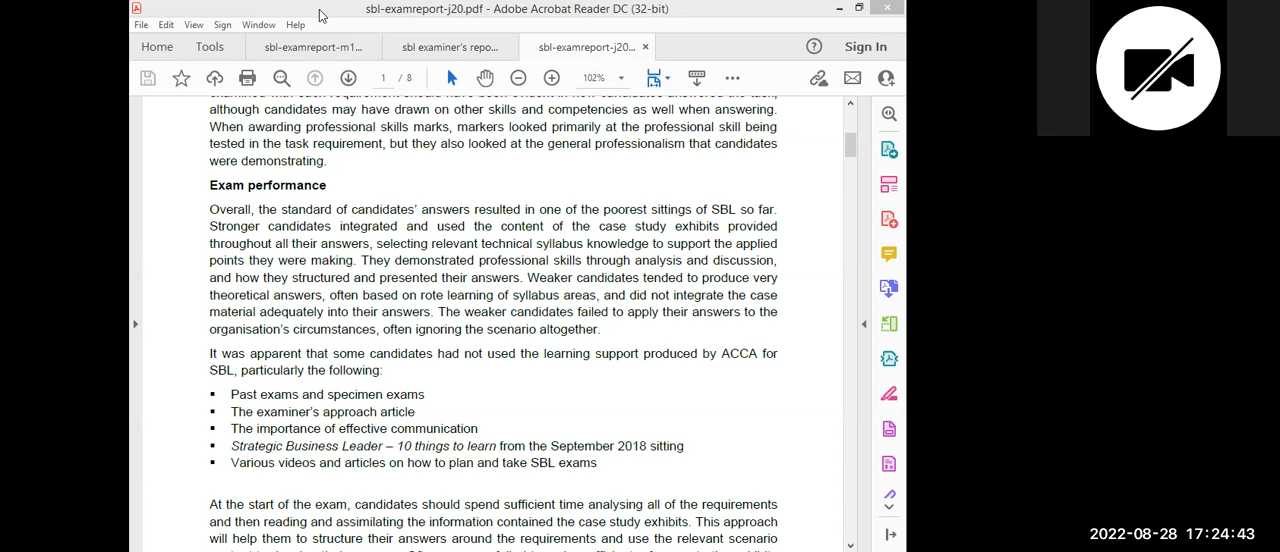 sbl-examreport-j20.pdf - Adobe Acrobat Reader DC (32-bit)
File Edit View Sign Window Help
Home Tools sbl-examreport-m1... sbl examiner's repo... sbl-examreport-j20... × Sign In
1 / 8 102%
although candidates may have drawn on other skills and competencies as well when answering.
When awarding professional skills marks, markers looked primarily at the professional skill being
tested in the task requirement, but they also looked at the general professionalism that candidates
were demonstrating.
Exam performance
Overall, the standard of candidates' answers resulted in one of the poorest sittings of SBL so far.
Stronger candidates integrated and used the content of the case study exhibits provided
throughout all their answers, selecting relevant technical syllabus knowledge to support the applied
points they were making. They demonstrated professional skills through analysis and discussion,
and how they structured and presented their answers. Weaker candidates tended to produce very
theoretical answers, often based on rote learning of syllabus areas, and did not integrate the case
material adequately into their answers. The weaker candidates failed to apply their answers to the
organisation's circumstances, often ignoring the scenario altogether.
It was apparent that some candidates had not used the learning support produced by ACCA for
SBL, particularly the following:
▪ Past exams and specimen exams
▪ The examiner's approach article
▪ The importance of effective communication
▪ Strategic Business Leader – 10 things to learn from the September 2018 sitting
▪ Various videos and articles on how to plan and take SBL exams
At the start of the exam, candidates should spend sufficient time analysing all of the requirements
and then reading and assimilating the information contained the case study exhibits. This approach
will help them to structure their answers around the requirements and use the relevant scenario
2022-08-28 17:24:43